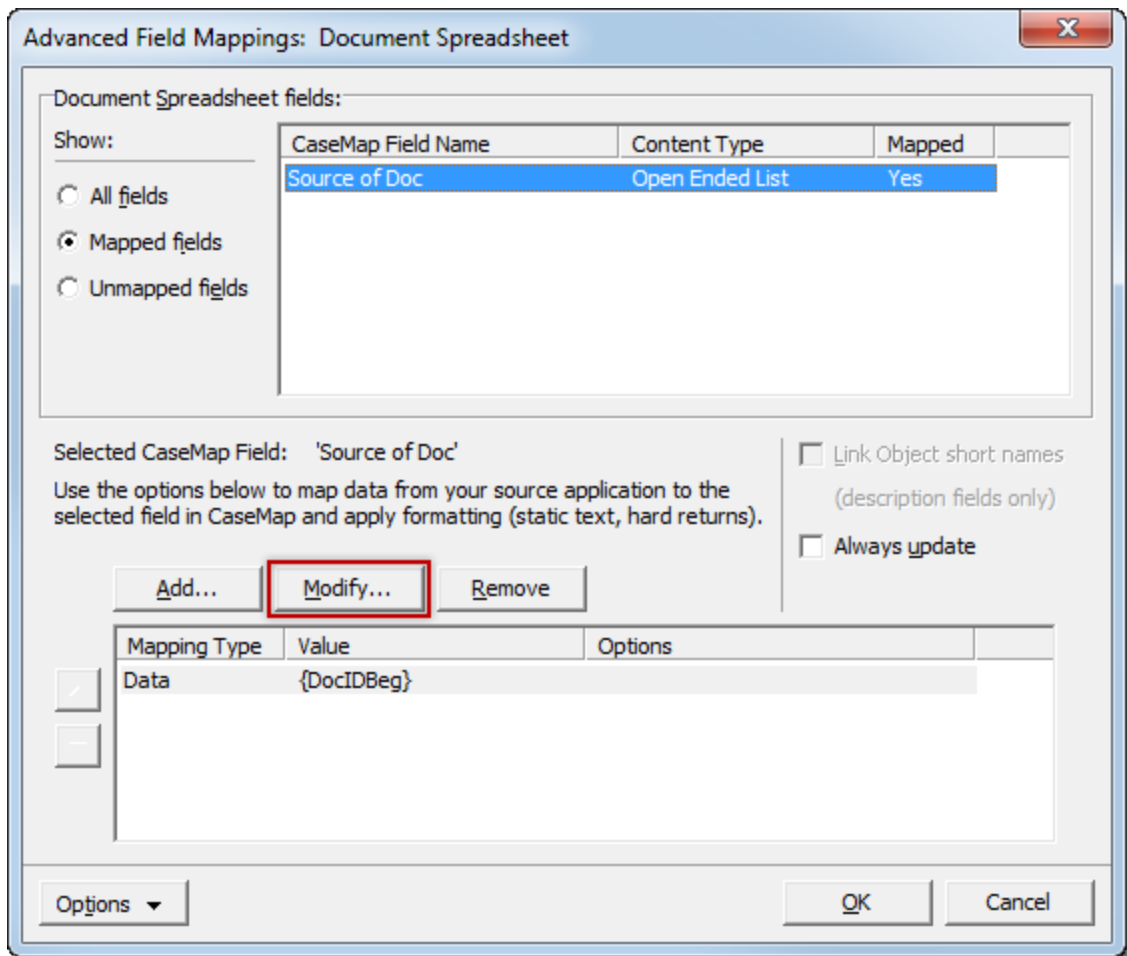 Advanced Field Mappings: Document Spreadsheet
Document Spreadsheet fields:
Show:
CaseMap Field Name Content Type Mapped
Source of Doc Open Ended List Yes
All fields
Mapped fields
Unmapped fields
Selected CaseMap Field: 'Source of Doc'
Use the options below to map data from your source application to the
selected field in CaseMap and apply formatting (static text, hard returns).
Link Object short names
(description fields only)
Always update
Add... Modify... Remove
Mapping Type Value Options
Data {DocIDBeg}
Options OK Cancel